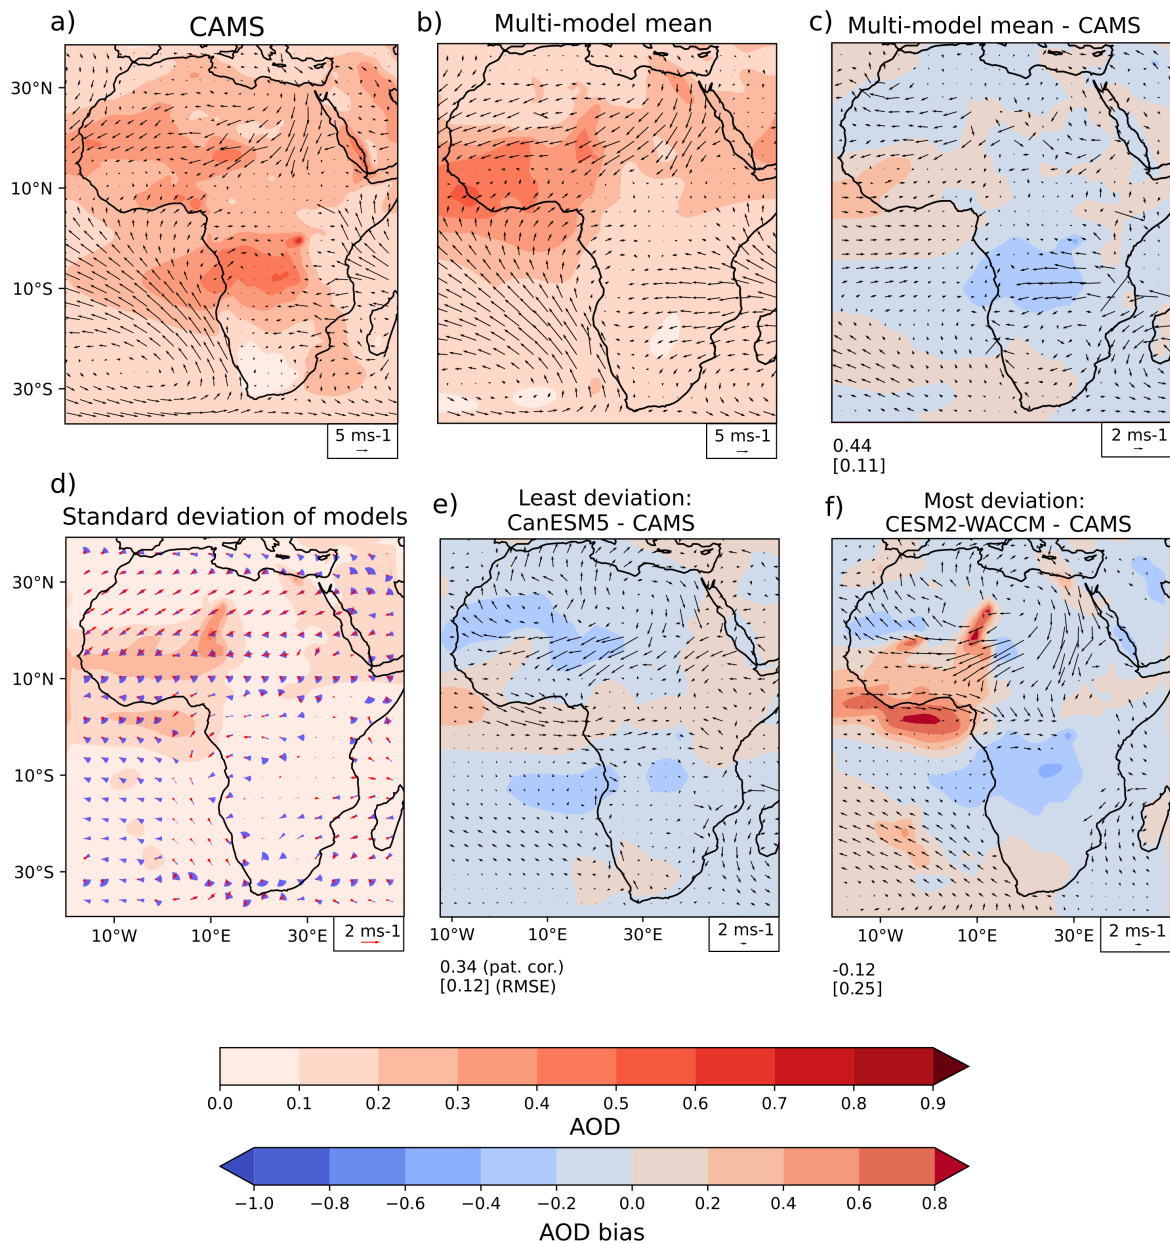 a)
CAMS
b)
Multi-model mean
c)
Multi-model mean - CAMS
30°N
10°N
10°S
30°S
5 ms-1
5 ms-1
2 ms-1
0.44
[0.11]
d)
Standard deviation of models
e)
Least deviation:
CanESM5 - CAMS
f)
Most deviation:
CESM2-WACCM - CAMS
30°N
10°N
10°S
30°S
10°W 10°E 30°E
2 ms-1
10°W 10°E 30°E
2 ms-1
10°W 10°E 30°E
2 ms-1
0.34 (pat. cor.)
[0.12] (RMSE)
-0.12
[0.25]
0.0 0.1 0.2 0.3 0.4 0.5 0.6 0.7 0.8 0.9
AOD
−1.0 −0.8 −0.6 −0.4 −0.2 0.0 0.2 0.4 0.6 0.8
AOD bias